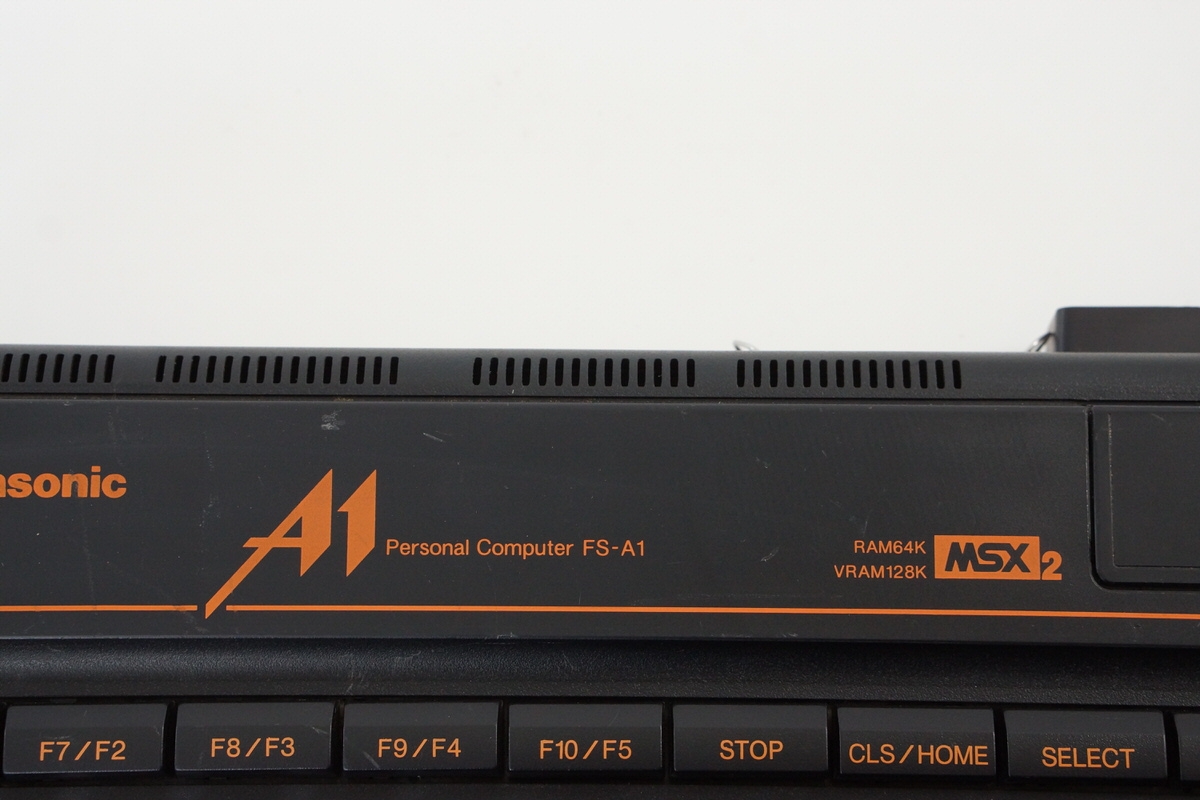 nsonic
A1 Personal Computer FS-A1
RAM64K
VRAM128K
MSX2
F7/F2 F8/F3 F9/F4 F10/F5 STOP CLS/HOME SELECT